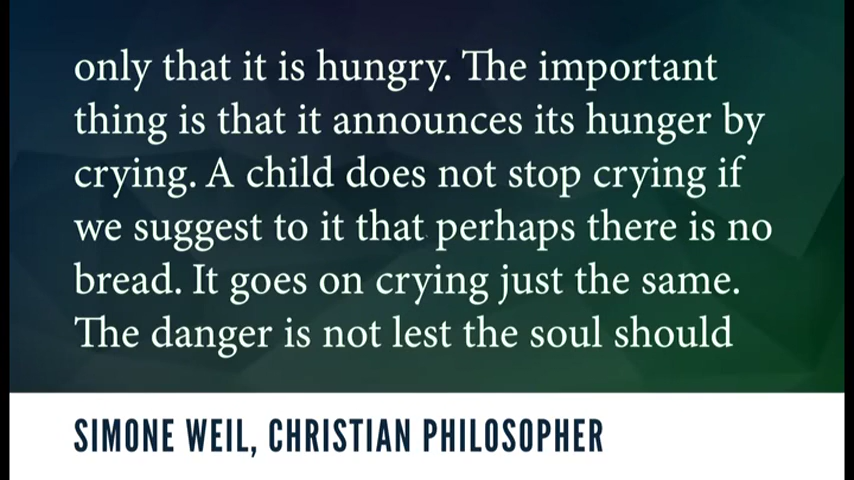 only that it is hungry. The important
thing is that it announces its hunger by
crying. A child does not stop crying if
we suggest to it that perhaps there is no
bread. It goes on crying just the same.
The danger is not lest the soul should
SIMONE WEIL, CHRISTIAN PHILOSOPHER